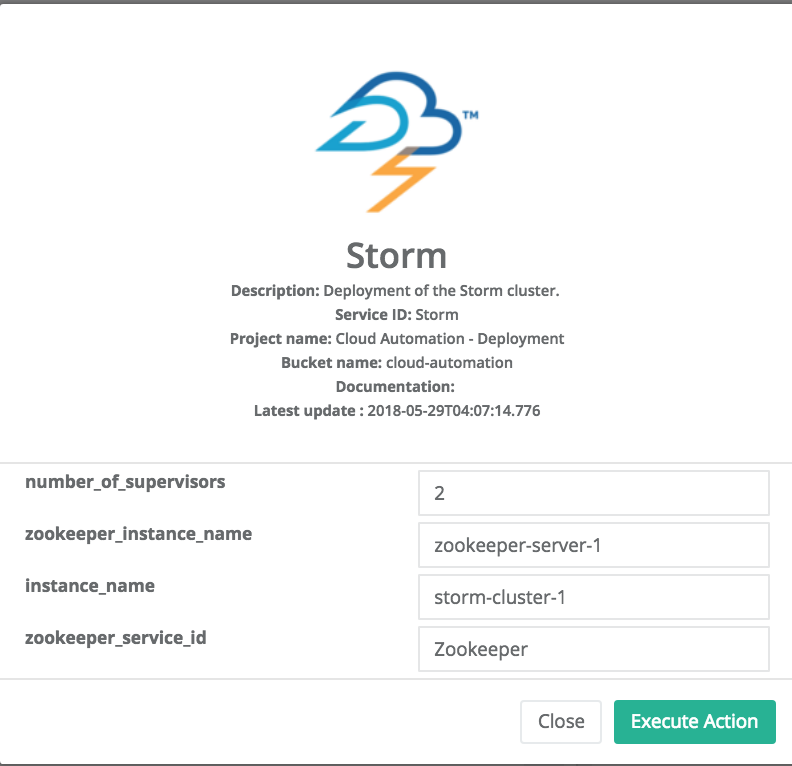 TM
Storm
Description: Deployment of the Storm cluster.
Service ID: Storm
Project name: Cloud Automation - Deployment
Bucket name: cloud-automation
Documentation:
Latest update : 2018-05-29T04:07:14.776
number_of_supervisors 2
zookeeper_instance_name zookeeper-server-1
instance_name storm-cluster-1
zookeeper_service_id Zookeeper
Close Execute Action